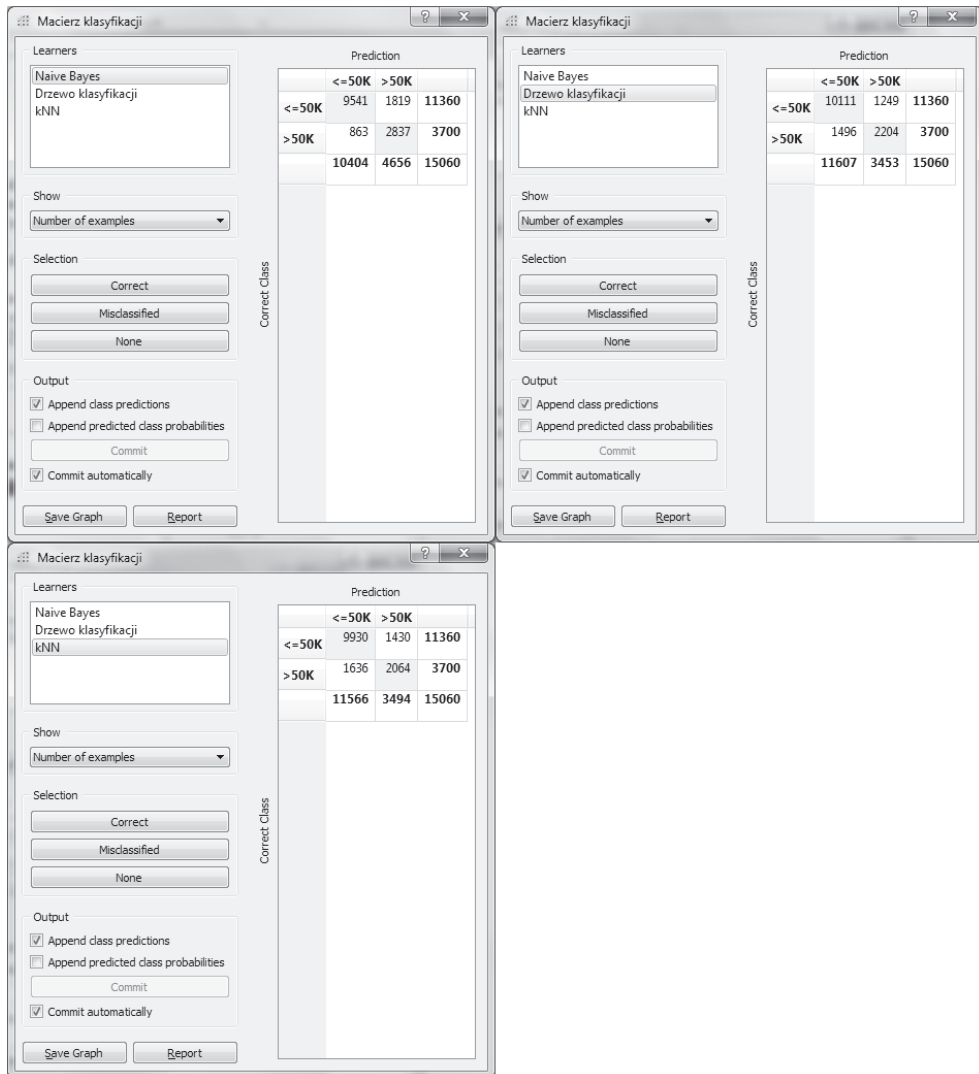 Macierz klasyfikacji
Learners
Naive Bayes
Drzewo klasyfikacji
kNN
Show
Number of examples
Selection
Correct
Misclassified
None
Output
Append class predictions
Append predicted class probabilities
Commit
Commit automatically
Save Graph Report
Prediction
Correct Class
<=50K >50K
<=50K 9541 1819 11360
>50K 863 2837 3700
10404 4656 15060
Macierz klasyfikacji
Learners
Naive Bayes
Drzewo klasyfikacji
kNN
Show
Number of examples
Selection
Correct
Misclassified
None
Output
Append class predictions
Append predicted class probabilities
Commit
Commit automatically
Save Graph Report
Prediction
Correct Class
<=50K >50K
<=50K 10111 1249 11360
>50K 1496 2204 3700
11607 3453 15060
Macierz klasyfikacji
Learners
Naive Bayes
Drzewo klasyfikacji
kNN
Show
Number of examples
Selection
Correct
Misclassified
None
Output
Append class predictions
Append predicted class probabilities
Commit
Commit automatically
Save Graph Report
Prediction
Correct Class
<=50K >50K
<=50K 9930 1430 11360
>50K 1636 2064 3700
11566 3494 15060